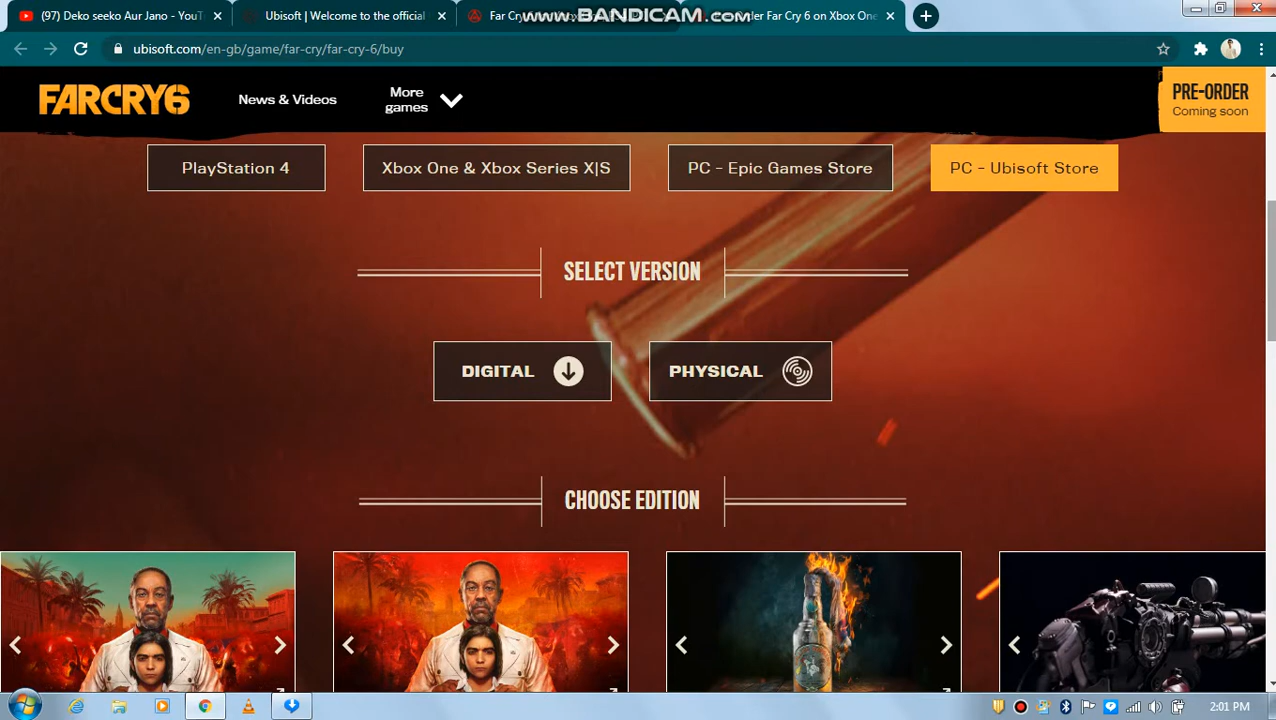 (97) Deko seeko Aur Jano - YouT
Ubisoft | Welcome to the official
Far Cry
www.BANDICAM.com
der Far Cry 6 on Xbox One
ubisoft.com/en-gb/game/far-cry/far-cry-6/buy
FARCRY6
News & Videos
More
games
PRE-ORDER
Coming soon
PlayStation 4
Xbox One & Xbox Series X|S
PC - Epic Games Store
PC - Ubisoft Store
SELECT VERSION
DIGITAL
PHYSICAL
CHOOSE EDITION
2:01 PM